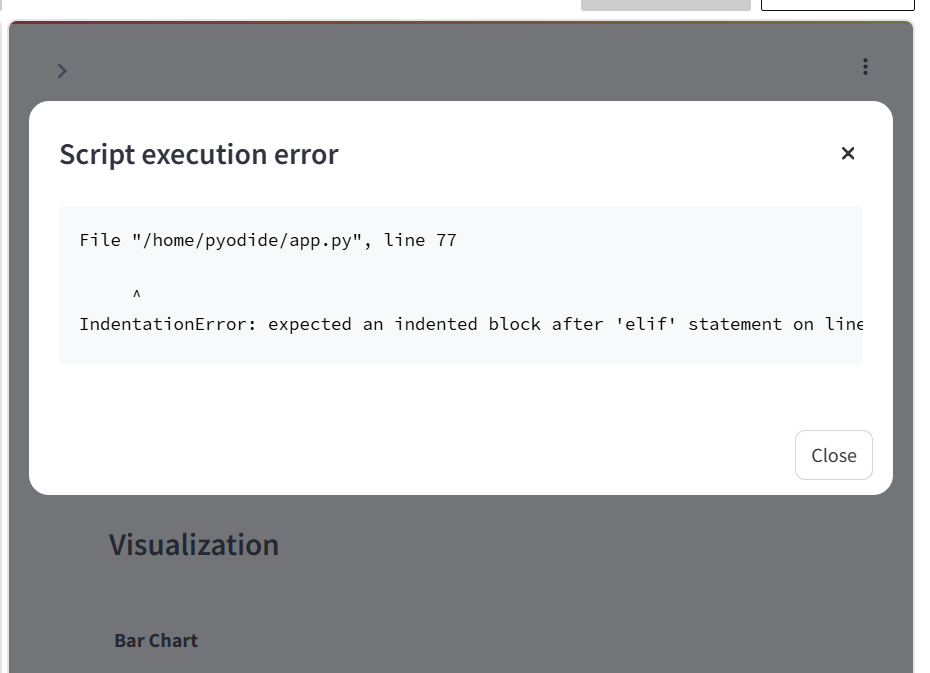 Script execution error
File "/home/pyodide/app.py", line 77
^
IndentationError: expected an indented block after 'elif' statement on line
Close
Visualization
Bar Chart